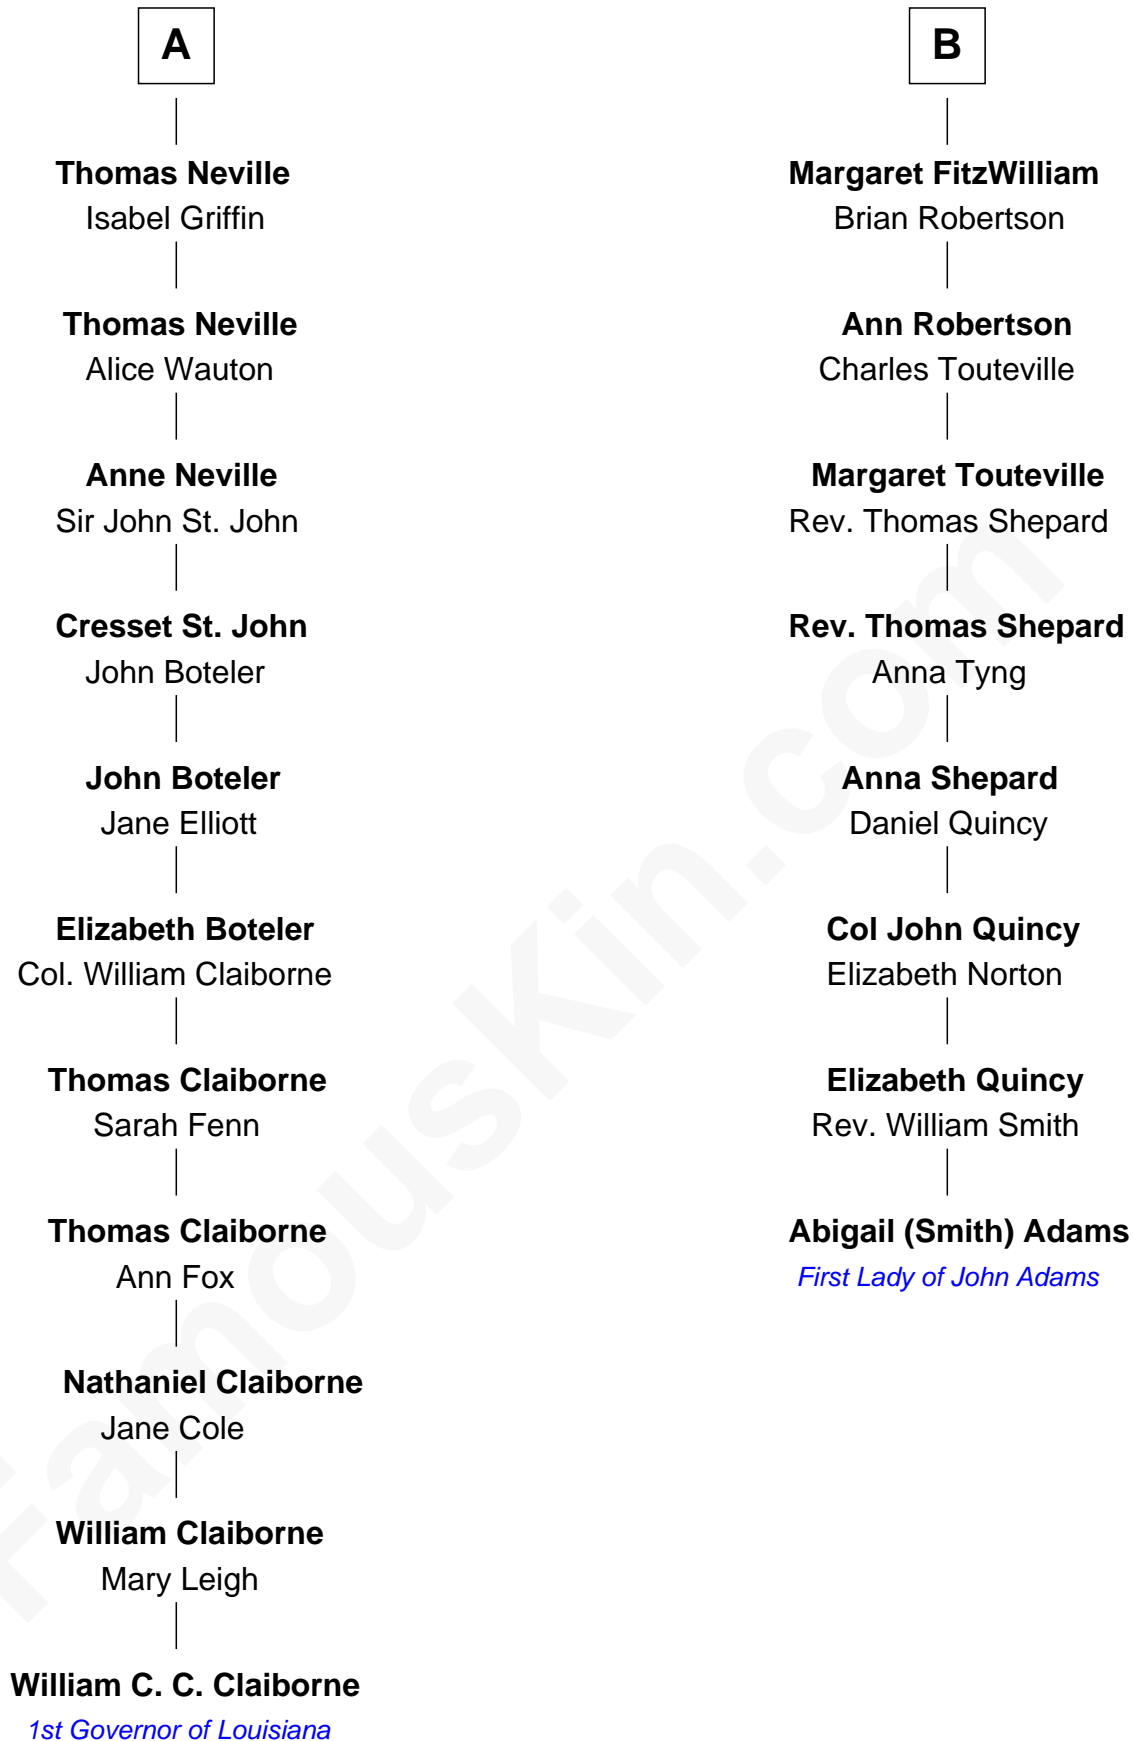 A
Thomas Neville
Isabel Griffin
Thomas Neville
Alice Wauton
Anne Neville
Sir John St. John
Cresset St. John
John Boteler
John Boteler
Jane Elliott
Elizabeth Boteler
Col. William Claiborne
Thomas Claiborne
Sarah Fenn
Thomas Claiborne
Ann Fox
Nathaniel Claiborne
Jane Cole
William Claiborne
Mary Leigh
William C. C. Claiborne
1st Governor of Louisiana
B
Margaret FitzWilliam
Brian Robertson
Ann Robertson
Charles Touteville
Margaret Touteville
Rev. Thomas Shepard
Rev. Thomas Shepard
Anna Tyng
Anna Shepard
Daniel Quincy
Col John Quincy
Elizabeth Norton
Elizabeth Quincy
Rev. William Smith
Abigail (Smith) Adams
First Lady of John Adams
FamousKin.com